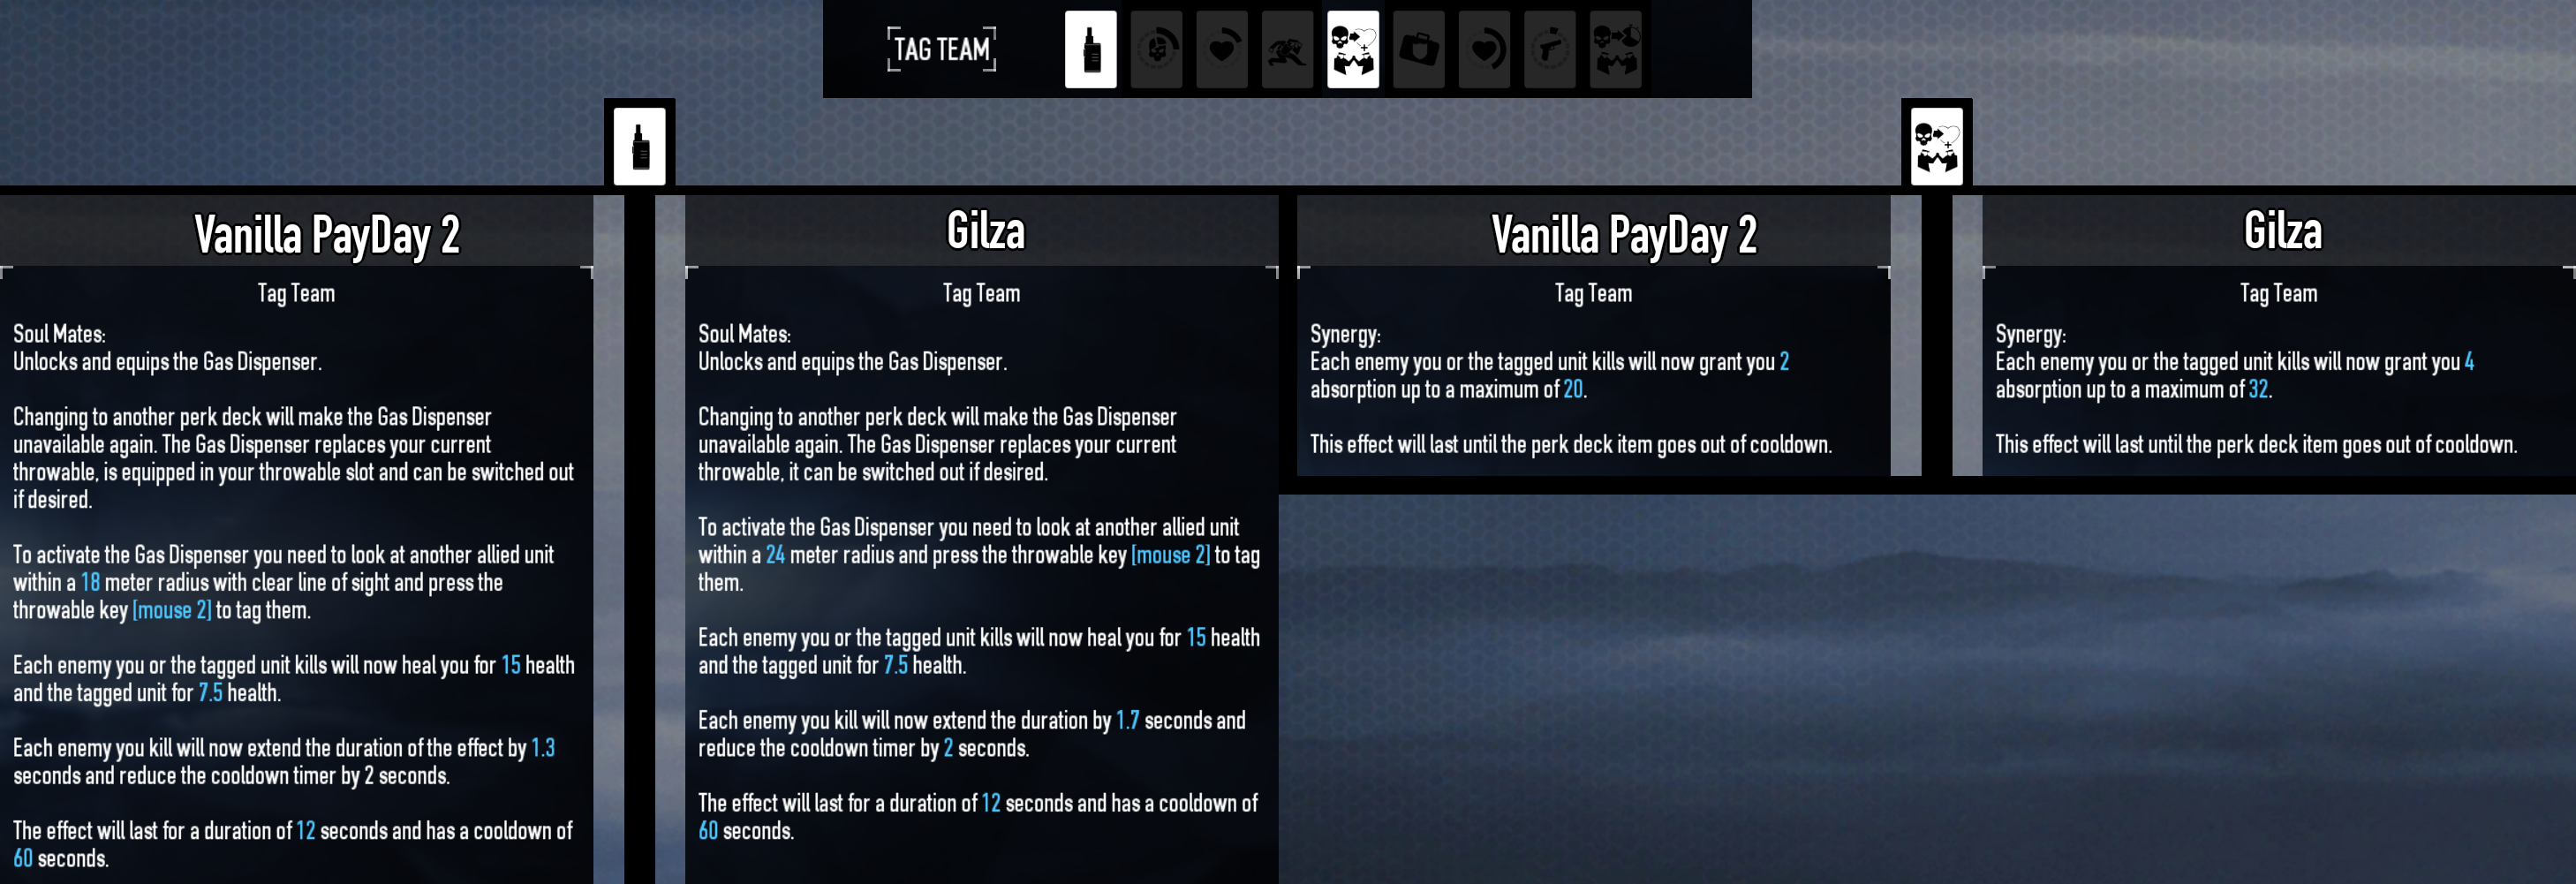 TAG TEAM
Vanilla PayDay 2
Tag Team
Soul Mates:
Unlocks and equips the Gas Dispenser.
Changing to another perk deck will make the Gas Dispenser
unavailable again. The Gas Dispenser replaces your current
throwable, is equipped in your throwable slot and can be switched out
if desired.
To activate the Gas Dispenser you need to look at another allied unit
within a 18 meter radius with clear line of sight and press the
throwable key [mouse 2] to tag them.
Each enemy you or the tagged unit kills will now heal you for 15 health
and the tagged unit for 7.5 health.
Each enemy you kill will now extend the duration of the effect by 1.3
seconds and reduce the cooldown timer by 2 seconds.
The effect will last for a duration of 12 seconds and has a cooldown of
60 seconds.
Gilza
Tag Team
Soul Mates:
Unlocks and equips the Gas Dispenser.
Changing to another perk deck will make the Gas Dispenser
unavailable again. The Gas Dispenser replaces your current
throwable, it can be switched out if desired.
To activate the Gas Dispenser you need to look at another allied unit
within a 24 meter radius and press the throwable key [mouse 2] to tag
them.
Each enemy you or the tagged unit kills will now heal you for 15 health
and the tagged unit for 7.5 health.
Each enemy you kill will now extend the duration by 1.7 seconds and
reduce the cooldown timer by 2 seconds.
The effect will last for a duration of 12 seconds and has a cooldown of
60 seconds.
Vanilla PayDay 2
Tag Team
Synergy:
Each enemy you or the tagged unit kills will now grant you 2
absorption up to a maximum of 20.
This effect will last until the perk deck item goes out of cooldown.
Gilza
Tag Team
Synergy:
Each enemy you or the tagged unit kills will now grant you 4
absorption up to a maximum of 32.
This effect will last until the perk deck item goes out of cooldown.